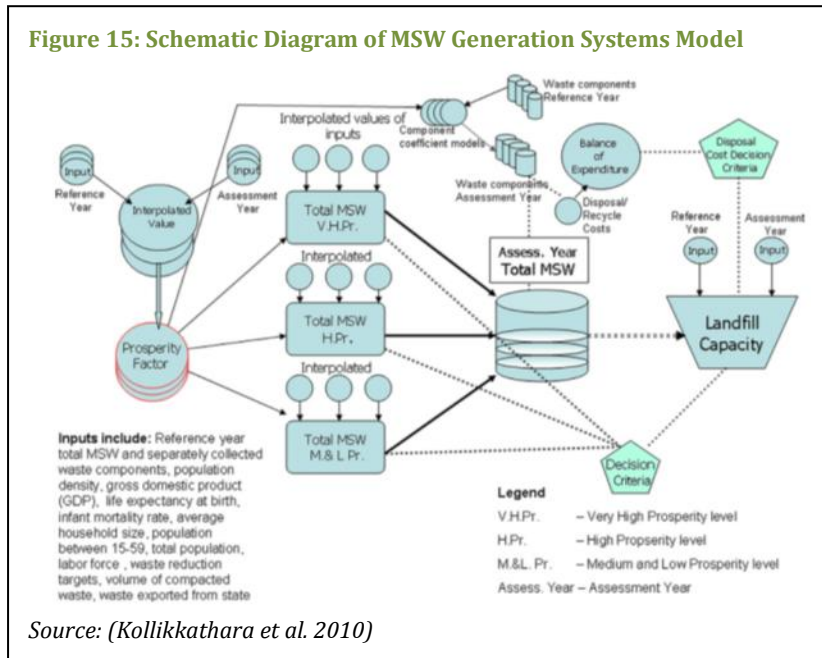 Figure 15: Schematic Diagram of MSW Generation Systems Model
Waste components
Reference Year
Interpolated values of
inputs
Component
coefficient models
Balance
of
Expenditure
Disposal
Cost Decision
Criteria
Input
Reference
Year
Input
Assessment
Year
Interpolated
Value
Waste components
Assessment Year
Disposal/
Recycle
Costs
Total MSW
V.H.Pr.
Reference
Year
Assessment
Year
Input
Input
Assess. Year
Total MSW
Interpolated
Prosperity
Factor
Total MSW
H.Pr.
Landfill
Capacity
Interpolated
Total MSW
M.& L Pr.
Decision
Criteria
Inputs include: Reference year
total MSW and separately collected
waste components, population
density, gross domestic product
(GDP), life expectancy at birth,
infant mortality rate, average
household size, population
between 15-59, total population,
labor force , waste reduction
targets, volume of compacted
waste, waste exported from state
Legend
V.H.Pr. – Very High Prosperity level
H.Pr. – High Propserity level
M.&L. Pr. – Medium and Low Prosperity level
Assess. Year – Assessment Year
Source: (Kollikkathara et al. 2010)